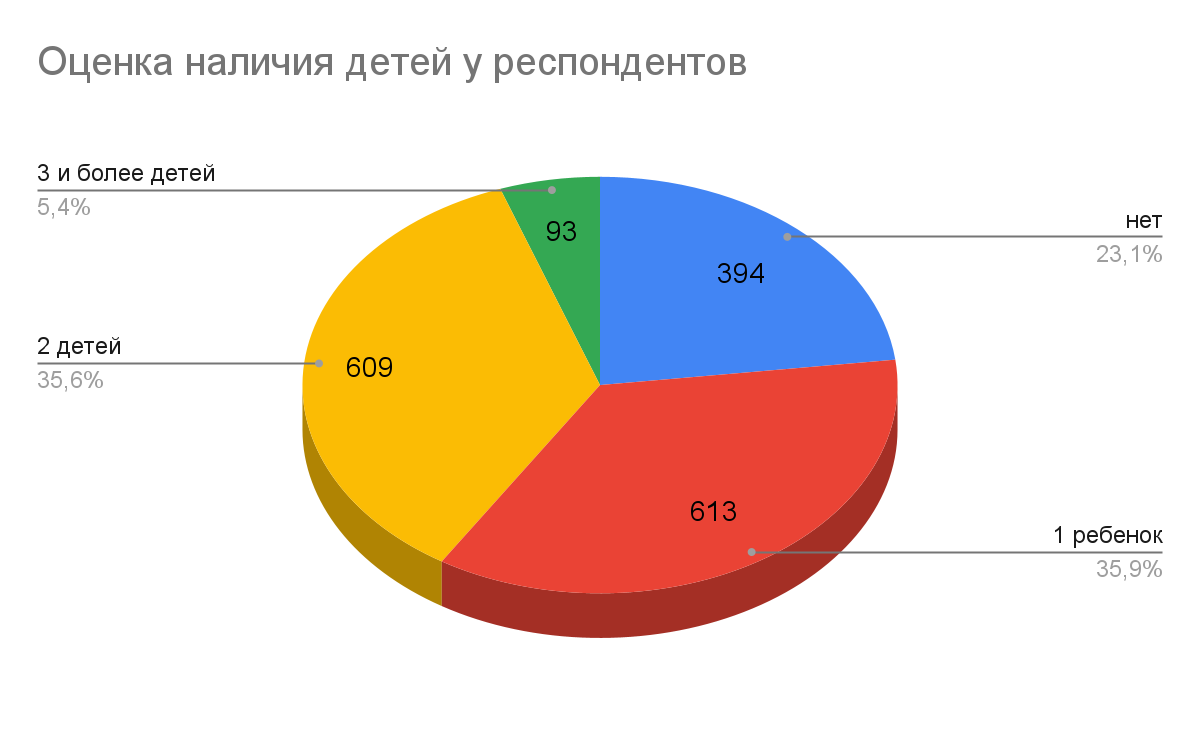 Оценка наличия детей у респондентов
3 и более детей
5,4%
93
нет
23,1%
394
2 детей
35,6%
609
613
1 ребенок
35,9%